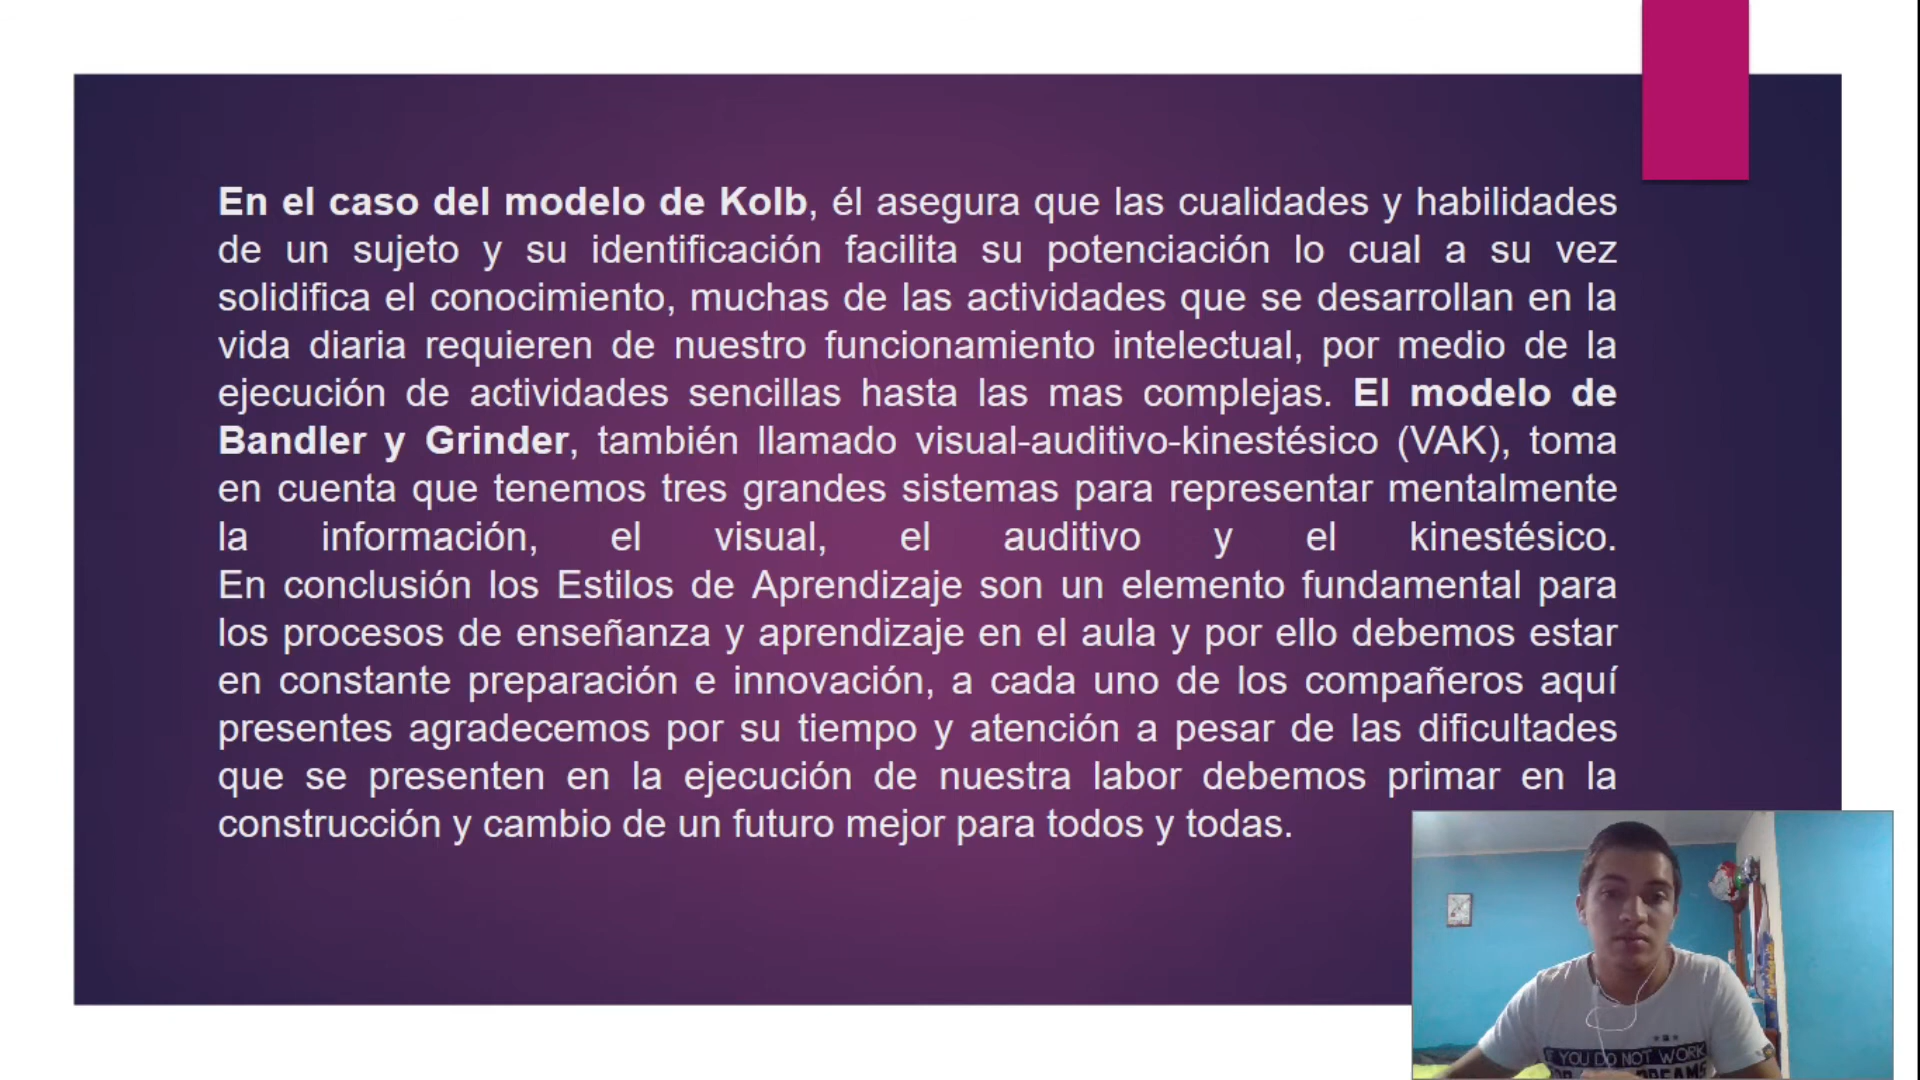 En el caso del modelo de Kolb, él asegura que las cualidades y habilidades
de un sujeto y su identificación facilita su potenciación lo cual a su vez
solidifica el conocimiento, muchas de las actividades que se desarrollan en la
vida diaria requieren de nuestro funcionamiento intelectual, por medio de la
ejecución de actividades sencillas hasta las mas complejas. El modelo de
Bandler y Grinder, también llamado visual-auditivo-kinestésico (VAK), toma
en cuenta que tenemos tres grandes sistemas para representar mentalmente
la información, el visual, el auditivo y el kinestésico.
En conclusión los Estilos de Aprendizaje son un elemento fundamental para
los procesos de enseñanza y aprendizaje en el aula y por ello debemos estar
en constante preparación e innovación, a cada uno de los compañeros aquí
presentes agradecemos por su tiempo y atención a pesar de las dificultades
que se presenten en la ejecución de nuestra labor debemos primar en la
construcción y cambio de un futuro mejor para todos y todas.
YOU DO NOT WORK
DREAMS